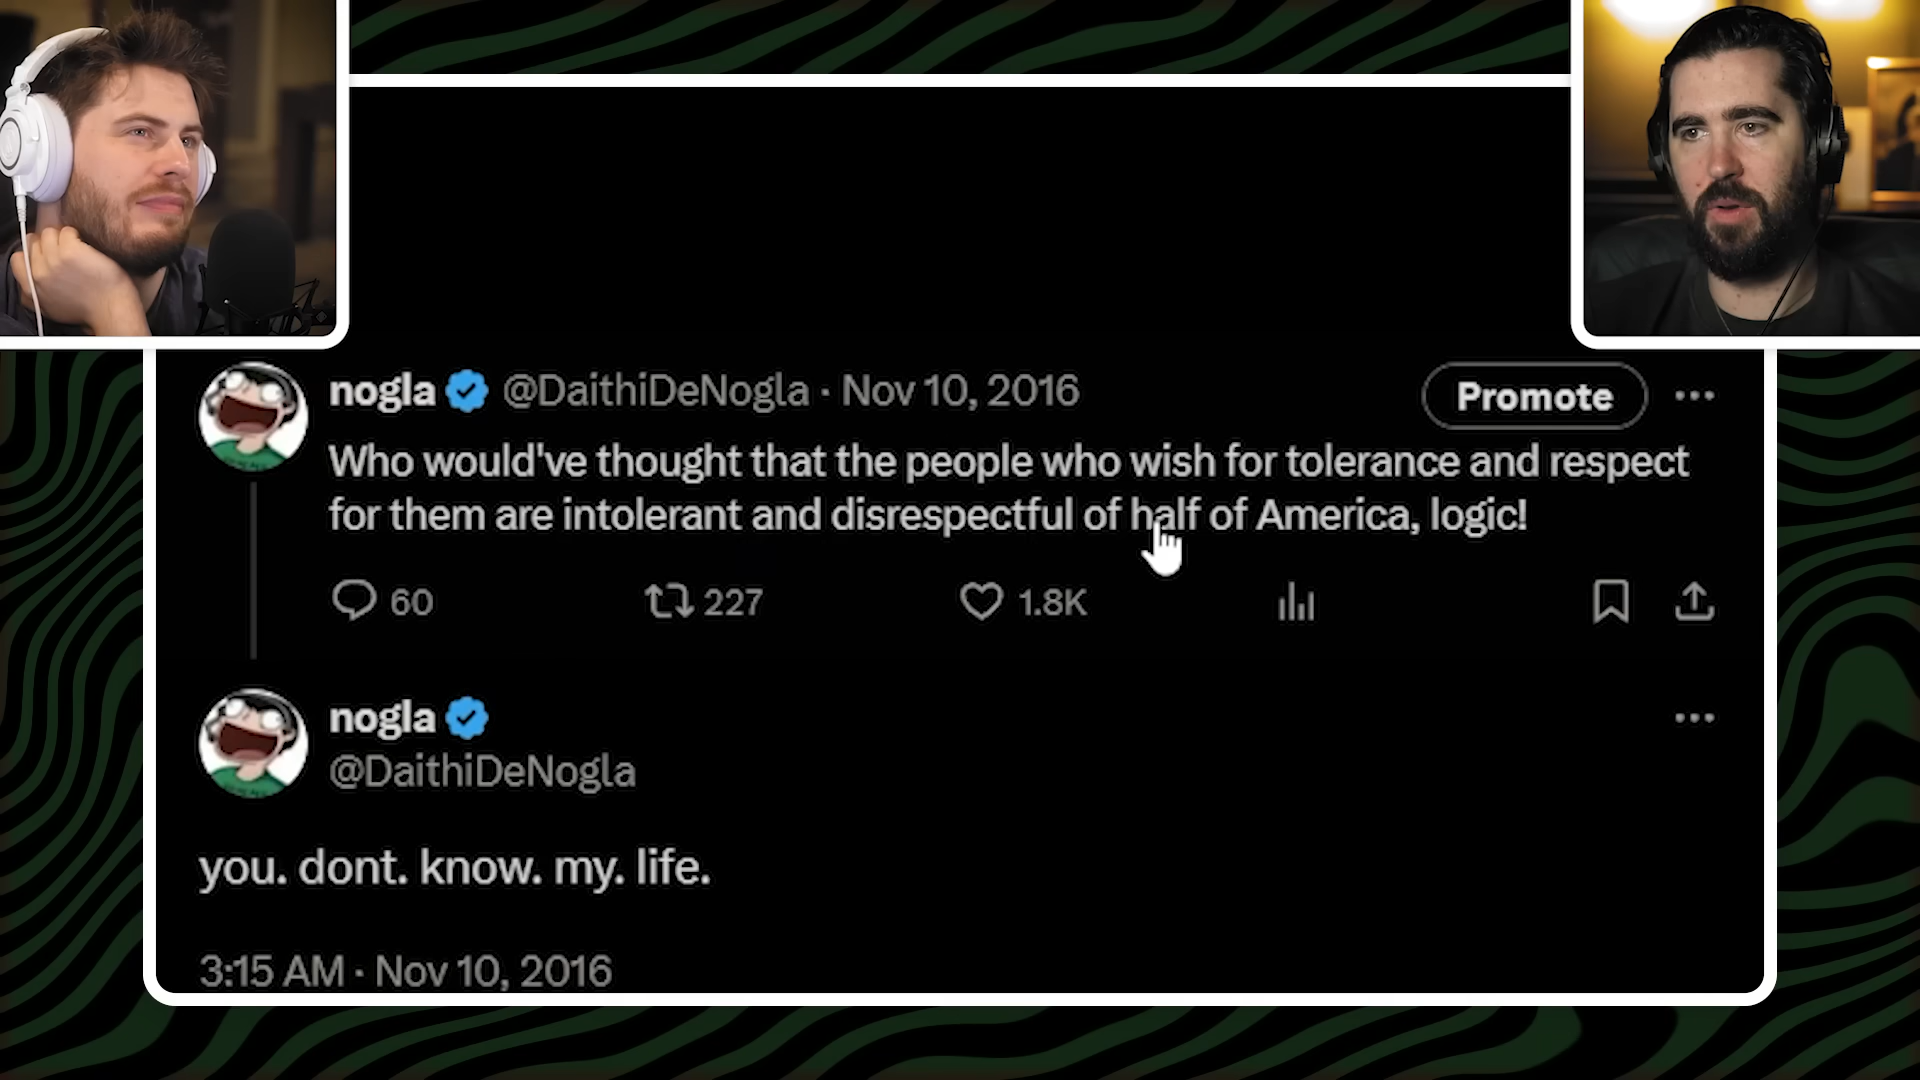 nogla @DaithiDeNogla · Nov 10, 2016
Promote
Who would've thought that the people who wish for tolerance and respect
for them are intolerant and disrespectful of half of America, logic!
60 227 1.8K
nogla
@DaithiDeNogla
you. dont. know. my. life.
3:15 AM · Nov 10, 2016